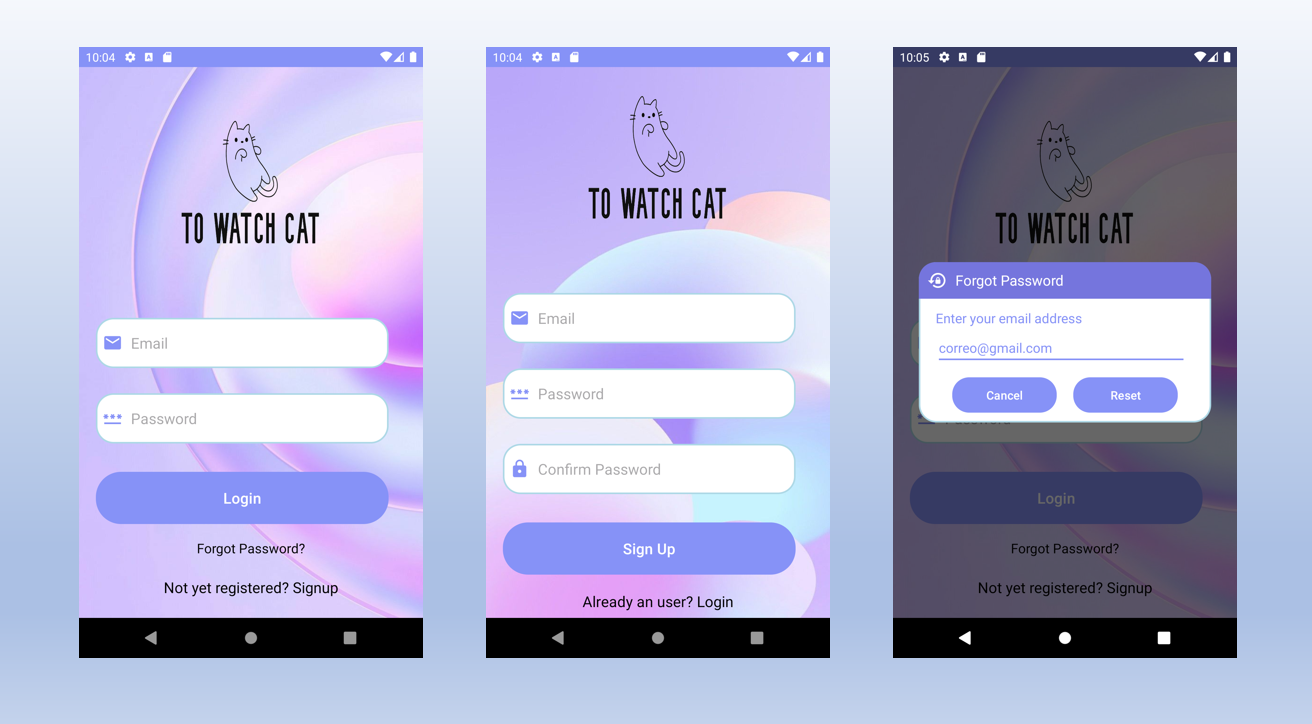 10:04
TO WATCH CAT
Email
Password
Login
Forgot Password?
Not yet registered? Signup
10:04
TO WATCH CAT
Email
Password
Confirm Password
Sign Up
Already an user? Login
10:05
TO WATCH CAT
Forgot Password
Enter your email address
correo@gmail.com
Cancel
Reset
Password
Login
Forgot Password?
Not yet registered? Signup